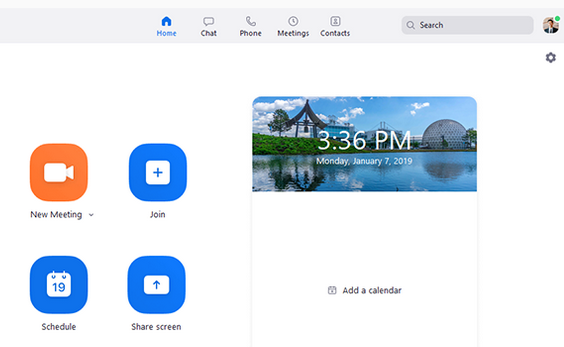 Home Chat Phone Meetings Contacts Search
3:36 PM
Monday, January 7, 2019
New Meeting Join
19
Add a calendar
Schedule Share screen